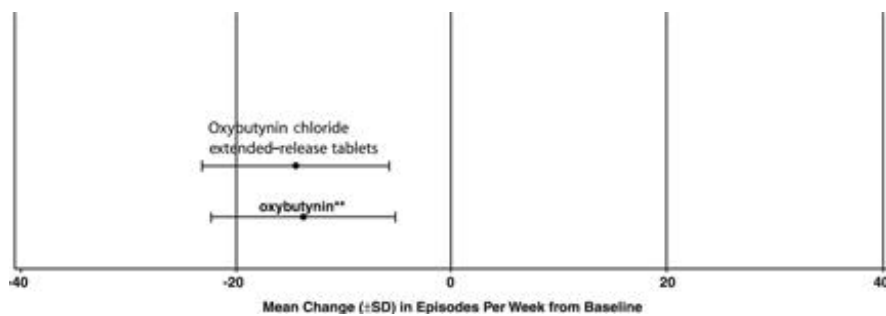 Oxybutynin chloride
extended-release tablets
oxybutynin**
-40 -20 0 20 40
Mean Change (±SD) in Episodes Per Week from Baseline